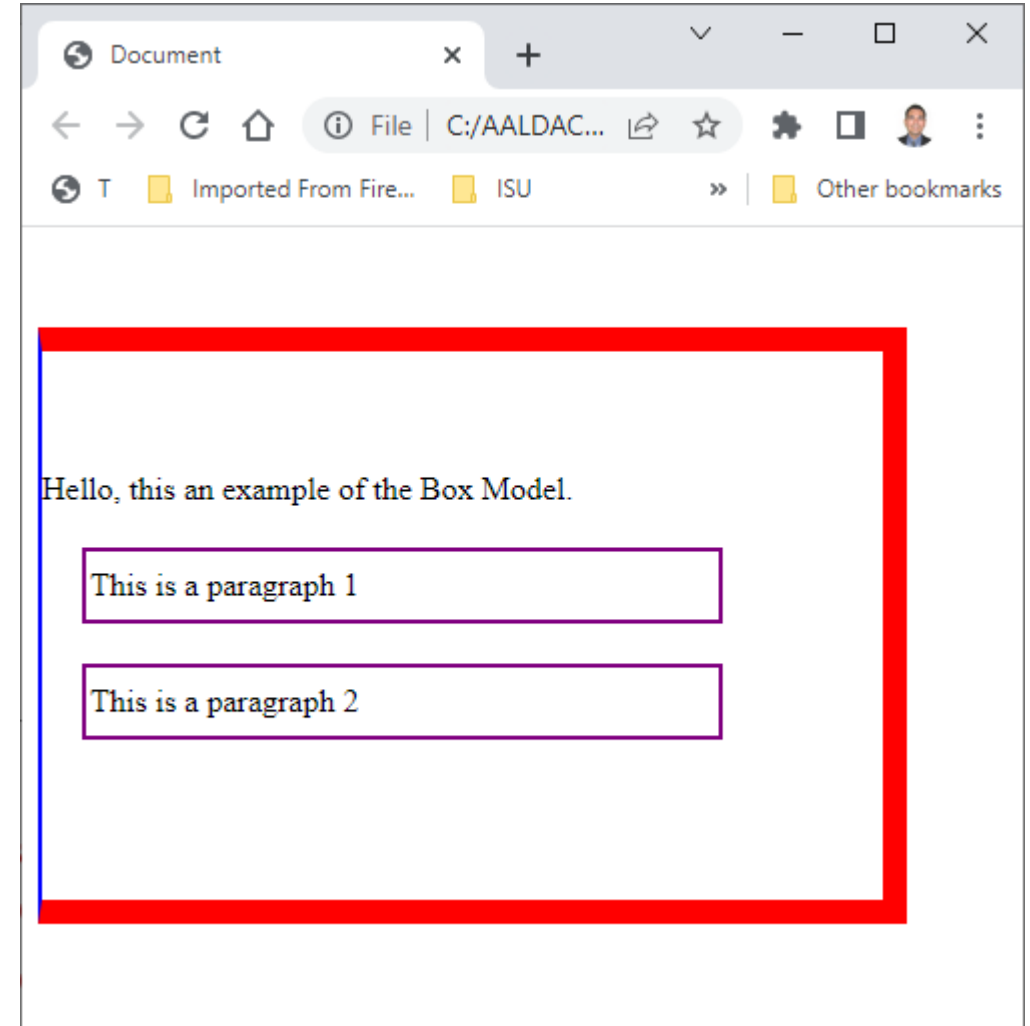 Document
File C:/AALDAC...
T Imported From Fire... ISU » Other bookmarks
Hello, this an example of the Box Model.
This is a paragraph 1
This is a paragraph 2